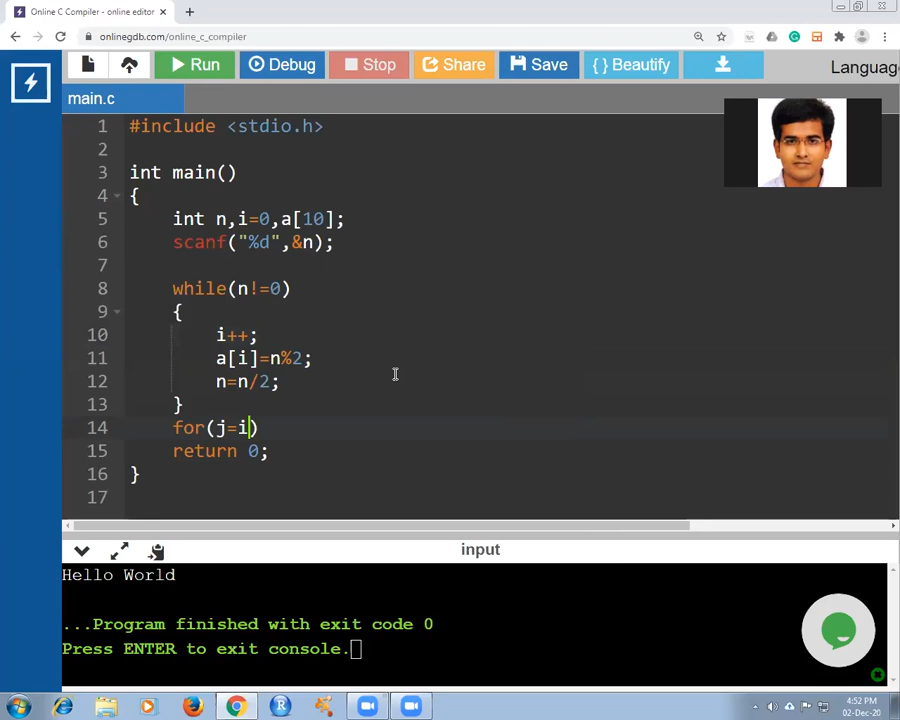 Online C Compiler - online editor
onlinegdb.com/online_c_compiler
Run Debug Stop Share Save { } Beautify Languag
main.c
1 #include <stdio.h>
2
3 int main()
4 {
5 int n,i=0,a[10];
6 scanf("%d",&n);
7
8 while(n!=0)
9 {
10 i++;
11 a[i]=n%2;
12 n=n/2;
13 }
14 for(j=i)
15 return 0;
16 }
17
input
Hello World
...Program finished with exit code 0
Press ENTER to exit console.
4:52 PM
02-Dec-20